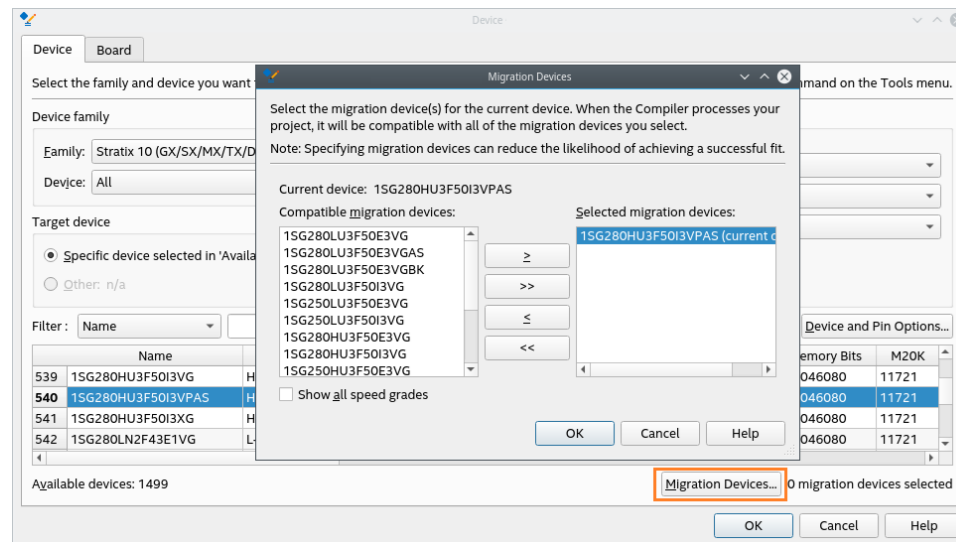 Device
Device
Board
Select the family and device you want
mmand on the Tools menu.
Device family
Family: Stratix 10 (GX/SX/MX/TX/D
Device: All
Target device
Specific device selected in 'Availa
Other: n/a
Filter : Name
Device and Pin Options...
Name
emory Bits M20K
539 1SG280HU3F50I3VG H 046080 11721
540 1SG280HU3F50I3VPAS H 046080 11721
541 1SG280HU3F50I3XG H 046080 11721
542 1SG280LN2F43E1VG L- 046080 11721
Available devices: 1499
Migration Devices...
0 migration devices selected
OK
Cancel
Help
Migration Devices
Select the migration device(s) for the current device. When the Compiler processes your
project, it will be compatible with all of the migration devices you select.
Note: Specifying migration devices can reduce the likelihood of achieving a successful fit.
Current device: 1SG280HU3F50I3VPAS
Compatible migration devices:
1SG280LU3F50E3VG
1SG280LU3F50E3VGAS
1SG280LU3F50E3VGBK
1SG280LU3F50I3VG
1SG250LU3F50E3VG
1SG250LU3F50I3VG
1SG280HU3F50E3VG
1SG280HU3F50I3VG
1SG250HU3F50E3VG
>
>>
<
<<
Selected migration devices:
1SG280HU3F50I3VPAS (current d
Show all speed grades
OK
Cancel
Help